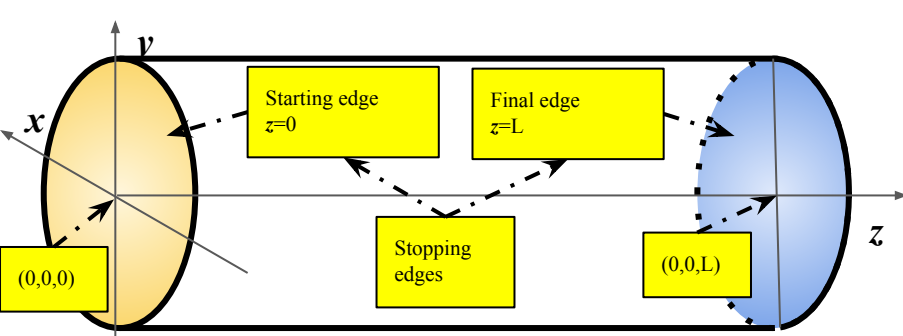 y
Starting edge
z=0
Final edge
z=L
x
Stopping
edges
z
(0,0,0)
(0,0,L)